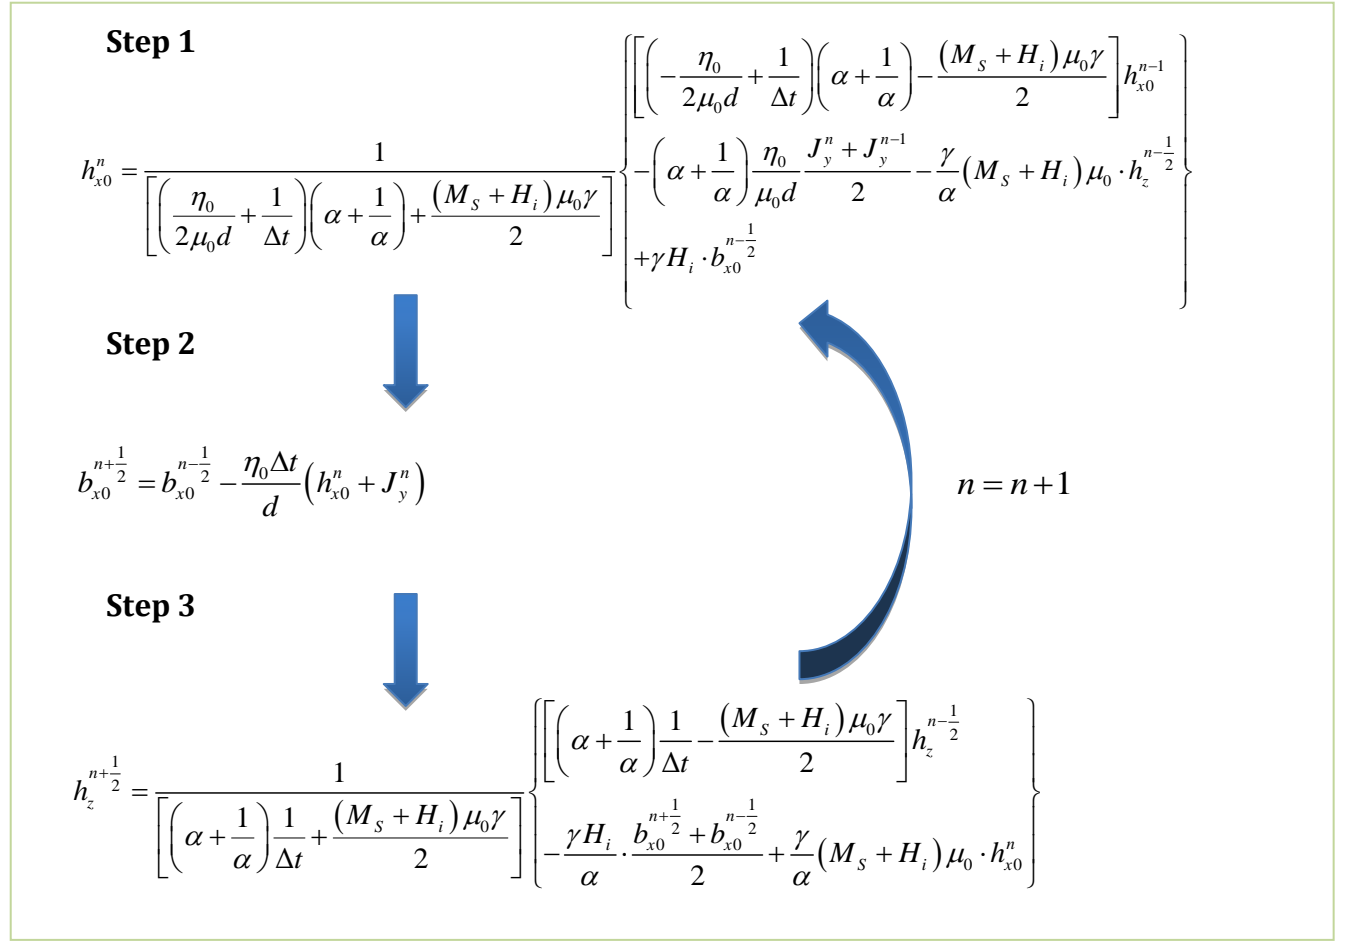 Step 1
$h_{x0}^{n} = \frac{1}{\left[\left(\frac{\eta_0}{2\mu_0 d}+\frac{1}{\Delta t}\right)\left(\alpha+\frac{1}{\alpha}\right)+\frac{(M_S+H_i)\mu_0\gamma}{2}\right]} \left\{ \left[\left(-\frac{\eta_0}{2\mu_0 d}+\frac{1}{\Delta t}\right)\left(\alpha+\frac{1}{\alpha}\right)-\frac{(M_S+H_i)\mu_0\gamma}{2}\right]h_{x0}^{n-1}$
$-\left(\alpha+\frac{1}{\alpha}\right)\frac{\eta_0}{\mu_0 d}\frac{J_y^{n}+J_y^{n-1}}{2}-\frac{\gamma}{\alpha}(M_S+H_i)\mu_0\cdot h_z^{n-\frac{1}{2}}$
$+\gamma H_i\cdot b_{x0}^{n-\frac{1}{2}} \right\}$
Step 2
$b_{x0}^{n+\frac{1}{2}} = b_{x0}^{n-\frac{1}{2}}-\frac{\eta_0\Delta t}{d}\left(h_{x0}^{n}+J_y^{n}\right)$
$n=n+1$
Step 3
$h_z^{n+\frac{1}{2}} = \frac{1}{\left[\left(\alpha+\frac{1}{\alpha}\right)\frac{1}{\Delta t}+\frac{(M_S+H_i)\mu_0\gamma}{2}\right]} \left\{ \left[\left(\alpha+\frac{1}{\alpha}\right)\frac{1}{\Delta t}-\frac{(M_S+H_i)\mu_0\gamma}{2}\right]h_z^{n-\frac{1}{2}}$
$-\frac{\gamma H_i}{\alpha}\cdot\frac{b_{x0}^{n+\frac{1}{2}}+b_{x0}^{n-\frac{1}{2}}}{2}+\frac{\gamma}{\alpha}(M_S+H_i)\mu_0\cdot h_{x0}^{n} \right\}$